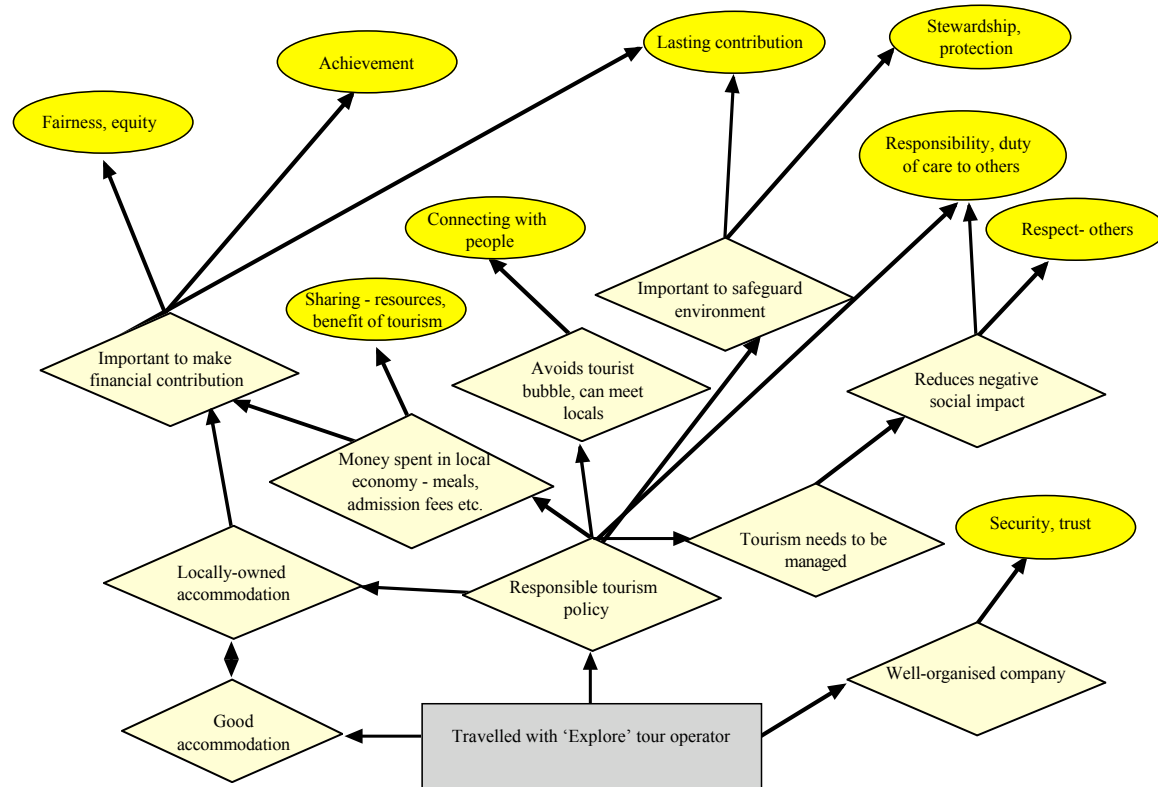 Stewardship,
protection
Lasting contribution
Achievement
Fairness, equity
Responsibility, duty
of care to others
Connecting with
people
Respect- others
Important to safeguard
environment
Sharing - resources,
benefit of tourism
Important to make
financial contribution
Avoids tourist
bubble, can meet
locals
Reduces negative
social impact
Money spent in local
economy - meals,
admission fees etc.
Security, trust
Tourism needs to be
managed
Locally-owned
accommodation
Responsible tourism
policy
Well-organised company
Good
accommodation
Travelled with ‘Explore’ tour operator